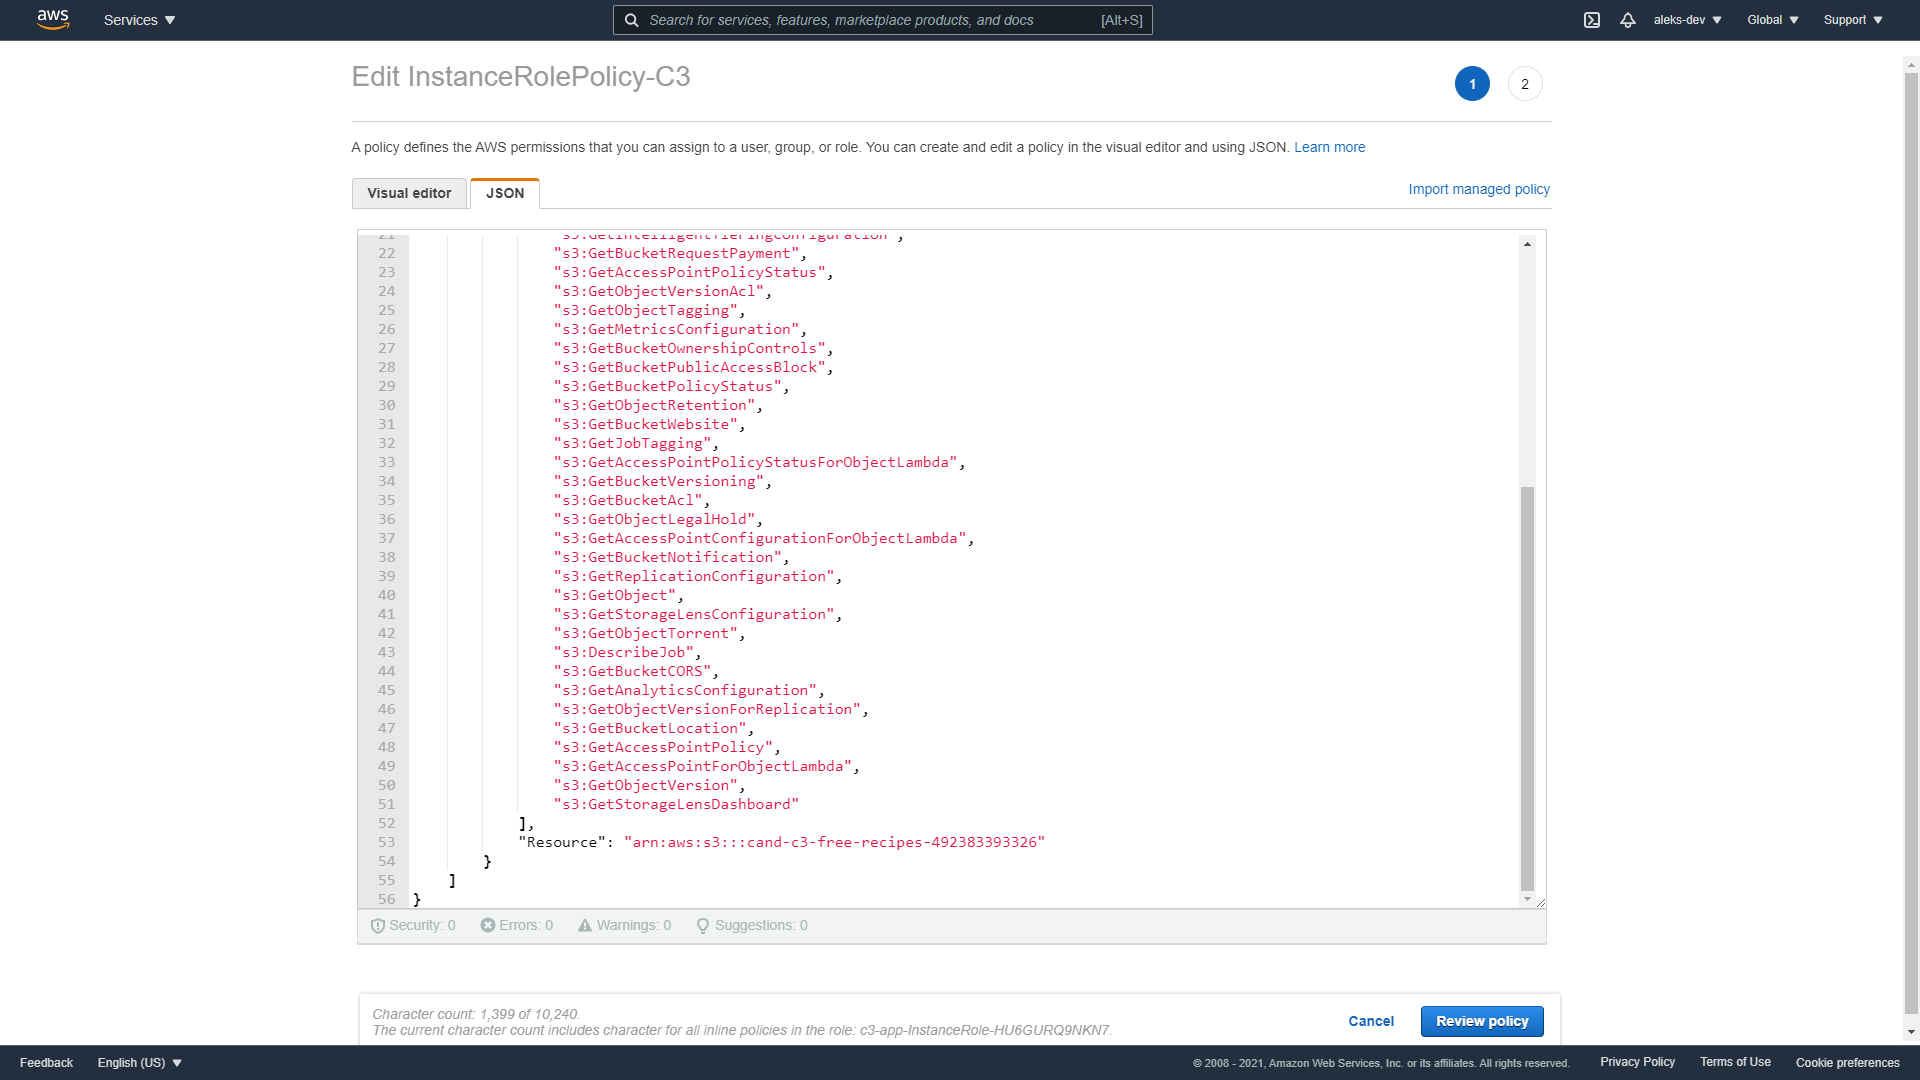 aws Services Search for services, features, marketplace products, and docs [Alt+S] aleks-dev Global Support
Edit InstanceRolePolicy-C3 1 2
A policy defines the AWS permissions that you can assign to a user, group, or role. You can create and edit a policy in the visual editor and using JSON. Learn more
Visual editor JSON Import managed policy
21 "s3:GetIntelligentTieringConfiguration",
22 "s3:GetBucketRequestPayment",
23 "s3:GetAccessPointPolicyStatus",
24 "s3:GetObjectVersionAcl",
25 "s3:GetObjectTagging",
26 "s3:GetMetricsConfiguration",
27 "s3:GetBucketOwnershipControls",
28 "s3:GetBucketPublicAccessBlock",
29 "s3:GetBucketPolicyStatus",
30 "s3:GetObjectRetention",
31 "s3:GetBucketWebsite",
32 "s3:GetJobTagging",
33 "s3:GetAccessPointPolicyStatusForObjectLambda",
34 "s3:GetBucketVersioning",
35 "s3:GetBucketAcl",
36 "s3:GetObjectLegalHold",
37 "s3:GetAccessPointConfigurationForObjectLambda",
38 "s3:GetBucketNotification",
39 "s3:GetReplicationConfiguration",
40 "s3:GetObject",
41 "s3:GetStorageLensConfiguration",
42 "s3:GetObjectTorrent",
43 "s3:DescribeJob",
44 "s3:GetBucketCORS",
45 "s3:GetAnalyticsConfiguration",
46 "s3:GetObjectVersionForReplication",
47 "s3:GetBucketLocation",
48 "s3:GetAccessPointPolicy",
49 "s3:GetAccessPointForObjectLambda",
50 "s3:GetObjectVersion",
51 "s3:GetStorageLensDashboard"
52 ],
53 "Resource": "arn:aws:s3:::cand-c3-free-recipes-492383393326"
54 }
55 ]
56 }
Security: 0 Errors: 0 Warnings: 0 Suggestions: 0
Character count: 1,399 of 10,240.
The current character count includes character for all inline policies in the role: c3-app-InstanceRole-HU6GURQ9NKN7.
Cancel Review policy
Feedback English (US) © 2008 - 2021, Amazon Web Services, Inc. or its affiliates. All rights reserved. Privacy Policy Terms of Use Cookie preferences